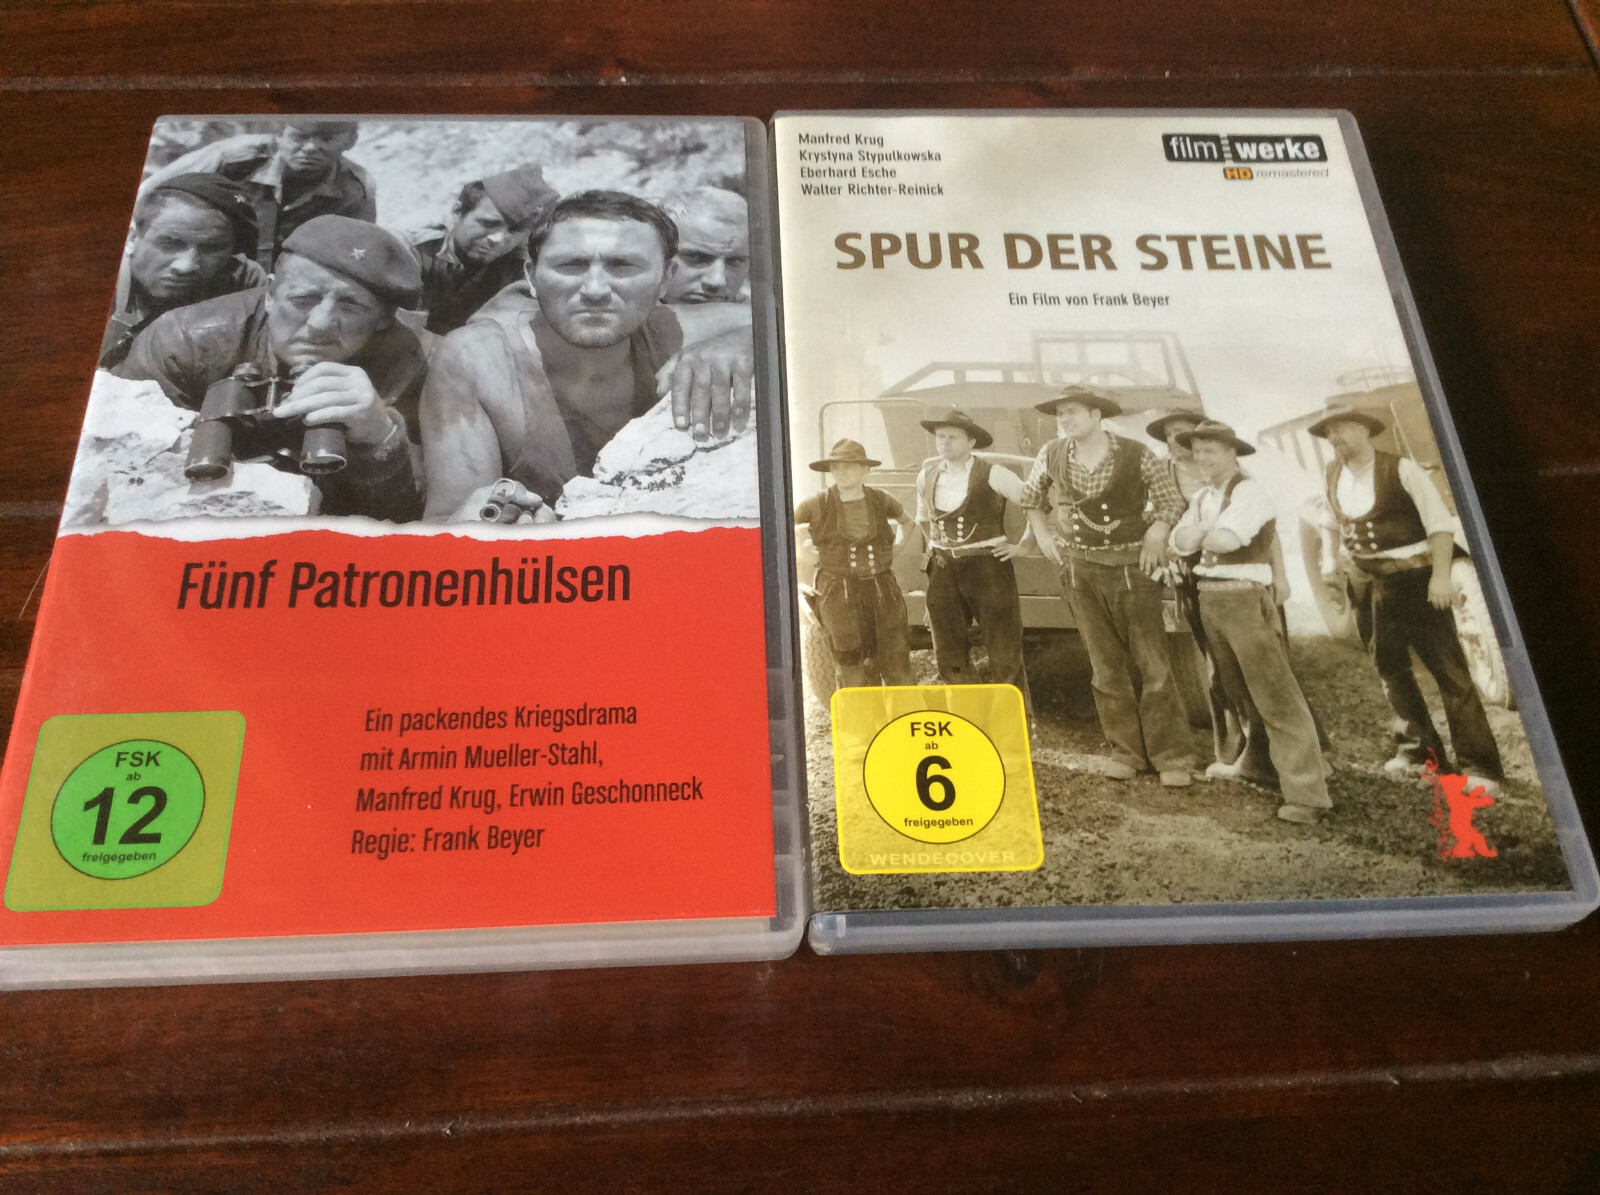 Fünf Patronenhülsen
Ein packendes Kriegsdrama
mit Armin Mueller-Stahl,
Manfred Krug, Erwin Geschonneck
Regie: Frank Beyer
FSK
ab
12
freigegeben
Manfred Krug
Krystyna Stypulkowska
Eberhard Esche
Walter Richter-Reinick
film werke
HD remastered
SPUR DER STEINE
Ein Film von Frank Beyer
FSK
ab
6
freigegeben
WENDECOVER